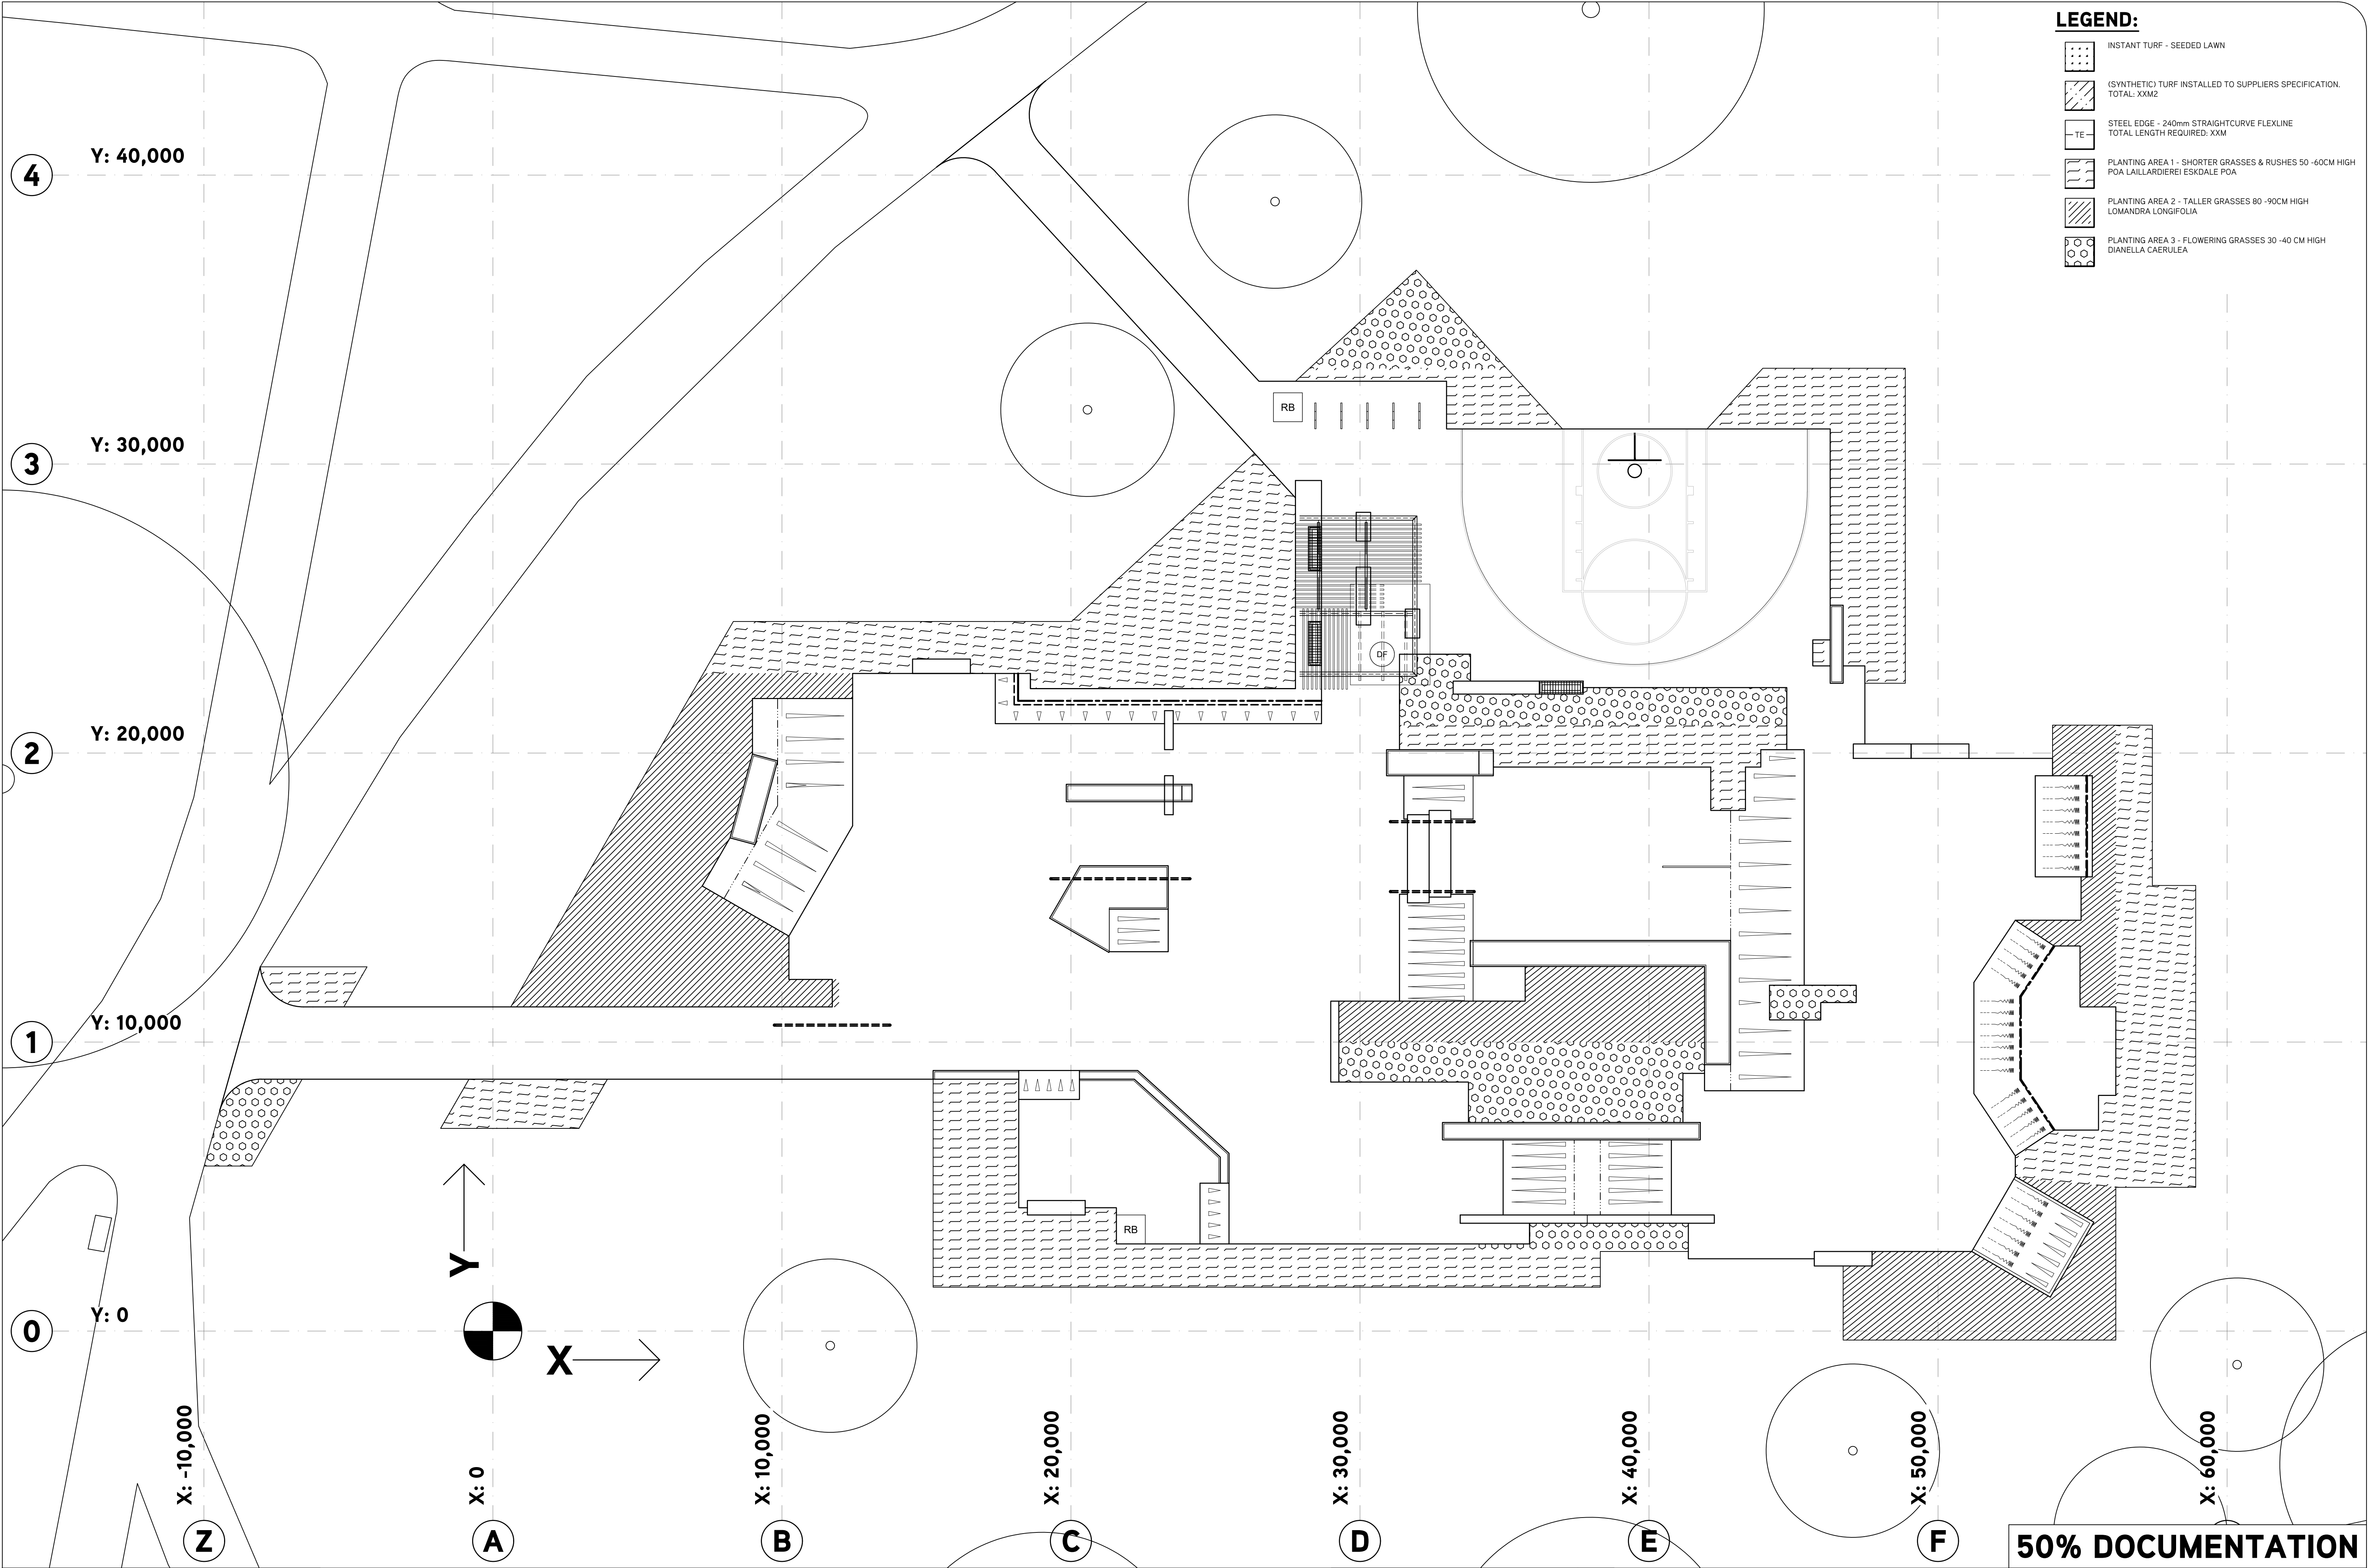 LEGEND:
INSTANT TURF - SEEDED LAWN
(SYNTHETIC) TURF INSTALLED TO SUPPLIERS SPECIFICATION.
TOTAL: XXM2
TE
STEEL EDGE - 240mm STRAIGHTCURVE FLEXLINE
TOTAL LENGTH REQUIRED: XXM
PLANTING AREA 1 - SHORTER GRASSES & RUSHES 50 -60CM HIGH
POA LAILLARDIEREI ESKDALE POA
PLANTING AREA 2 - TALLER GRASSES 80 -90CM HIGH
LOMANDRA LONGIFOLIA
PLANTING AREA 3 - FLOWERING GRASSES 30 -40 CM HIGH
DIANELLA CAERULEA
4
Y: 40,000
3
Y: 30,000
2
Y: 20,000
1
Y: 10,000
0
Y: 0
RB
DF
RB
Y
X
X: -10,000
X: 0
X: 10,000
X: 20,000
X: 30,000
X: 40,000
X: 50,000
X: 60,000
Z
A
B
C
D
E
F
50% DOCUMENTATION